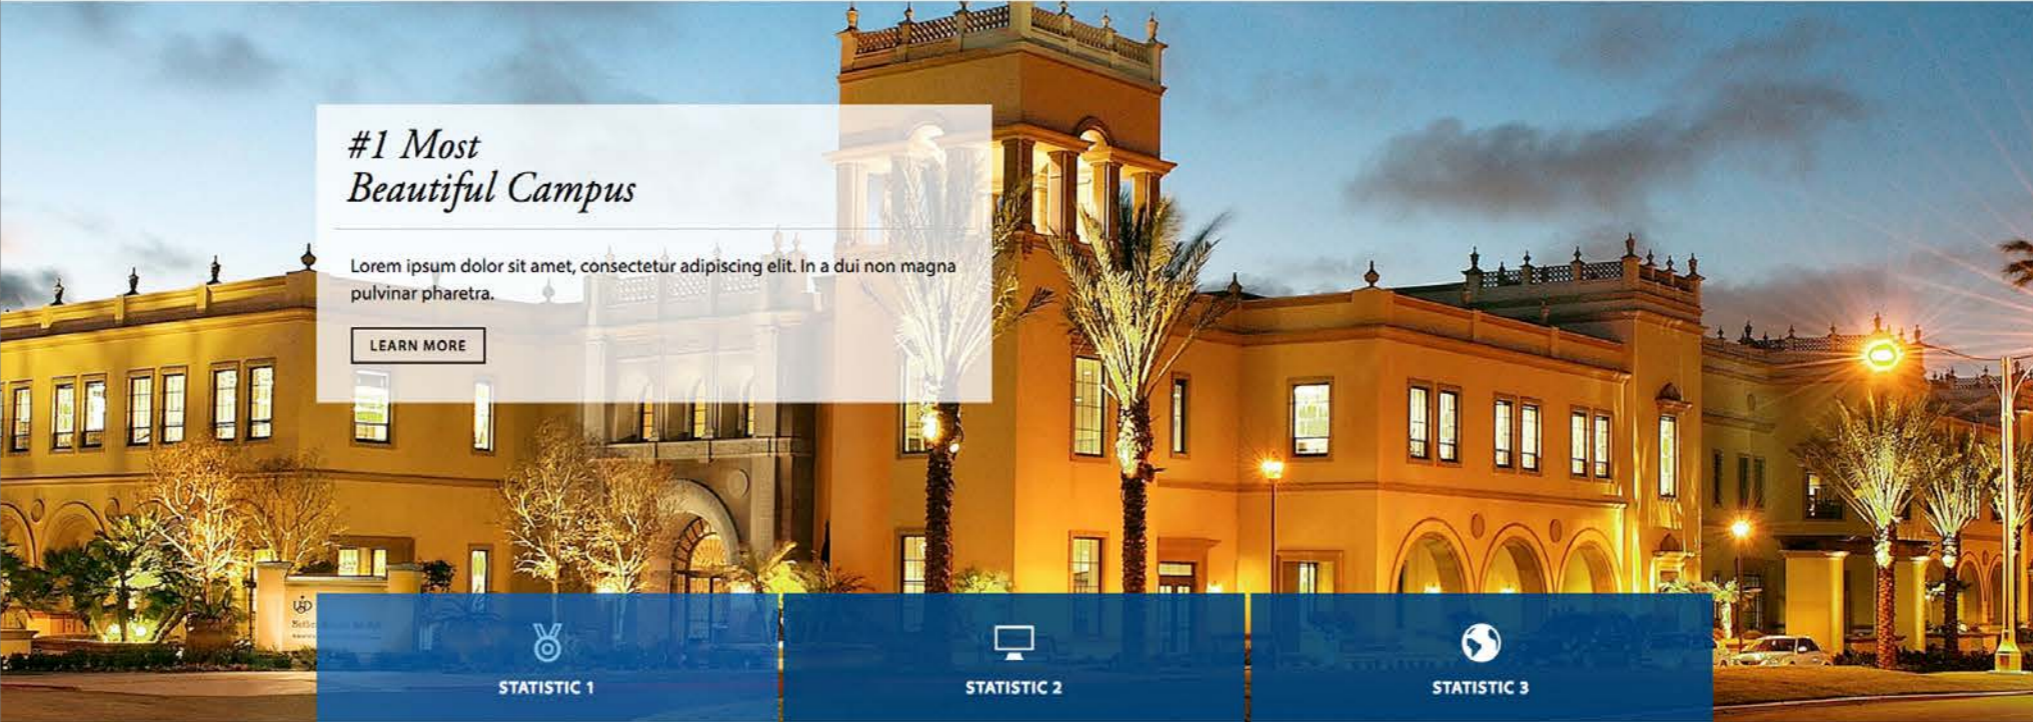 #1 Most
Beautiful Campus
Lorem ipsum dolor sit amet, consectetur adipiscing elit. In a dui non magna
pulvinar pharetra.
LEARN MORE
STATISTIC 1
STATISTIC 2
STATISTIC 3